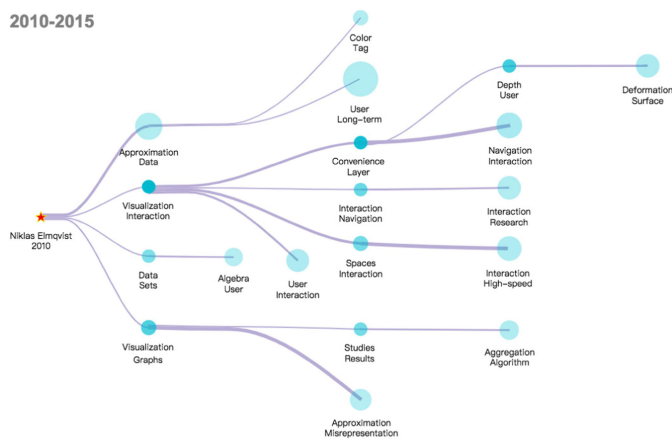 2010-2015
Color
Tag
User
Long-term
Depth
User
Deformation
Surface
Approximation
Data
Convenience
Layer
Navigation
Interaction
Visualization
Interaction
Interaction
Navigation
Interaction
Research
Niklas Elmqvist
2010
Data
Sets
Algebra
User
User
Interaction
Spaces
Interaction
Interaction
High-speed
Visualization
Graphs
Studies
Results
Aggregation
Algorithm
Approximation
Misrepresentation